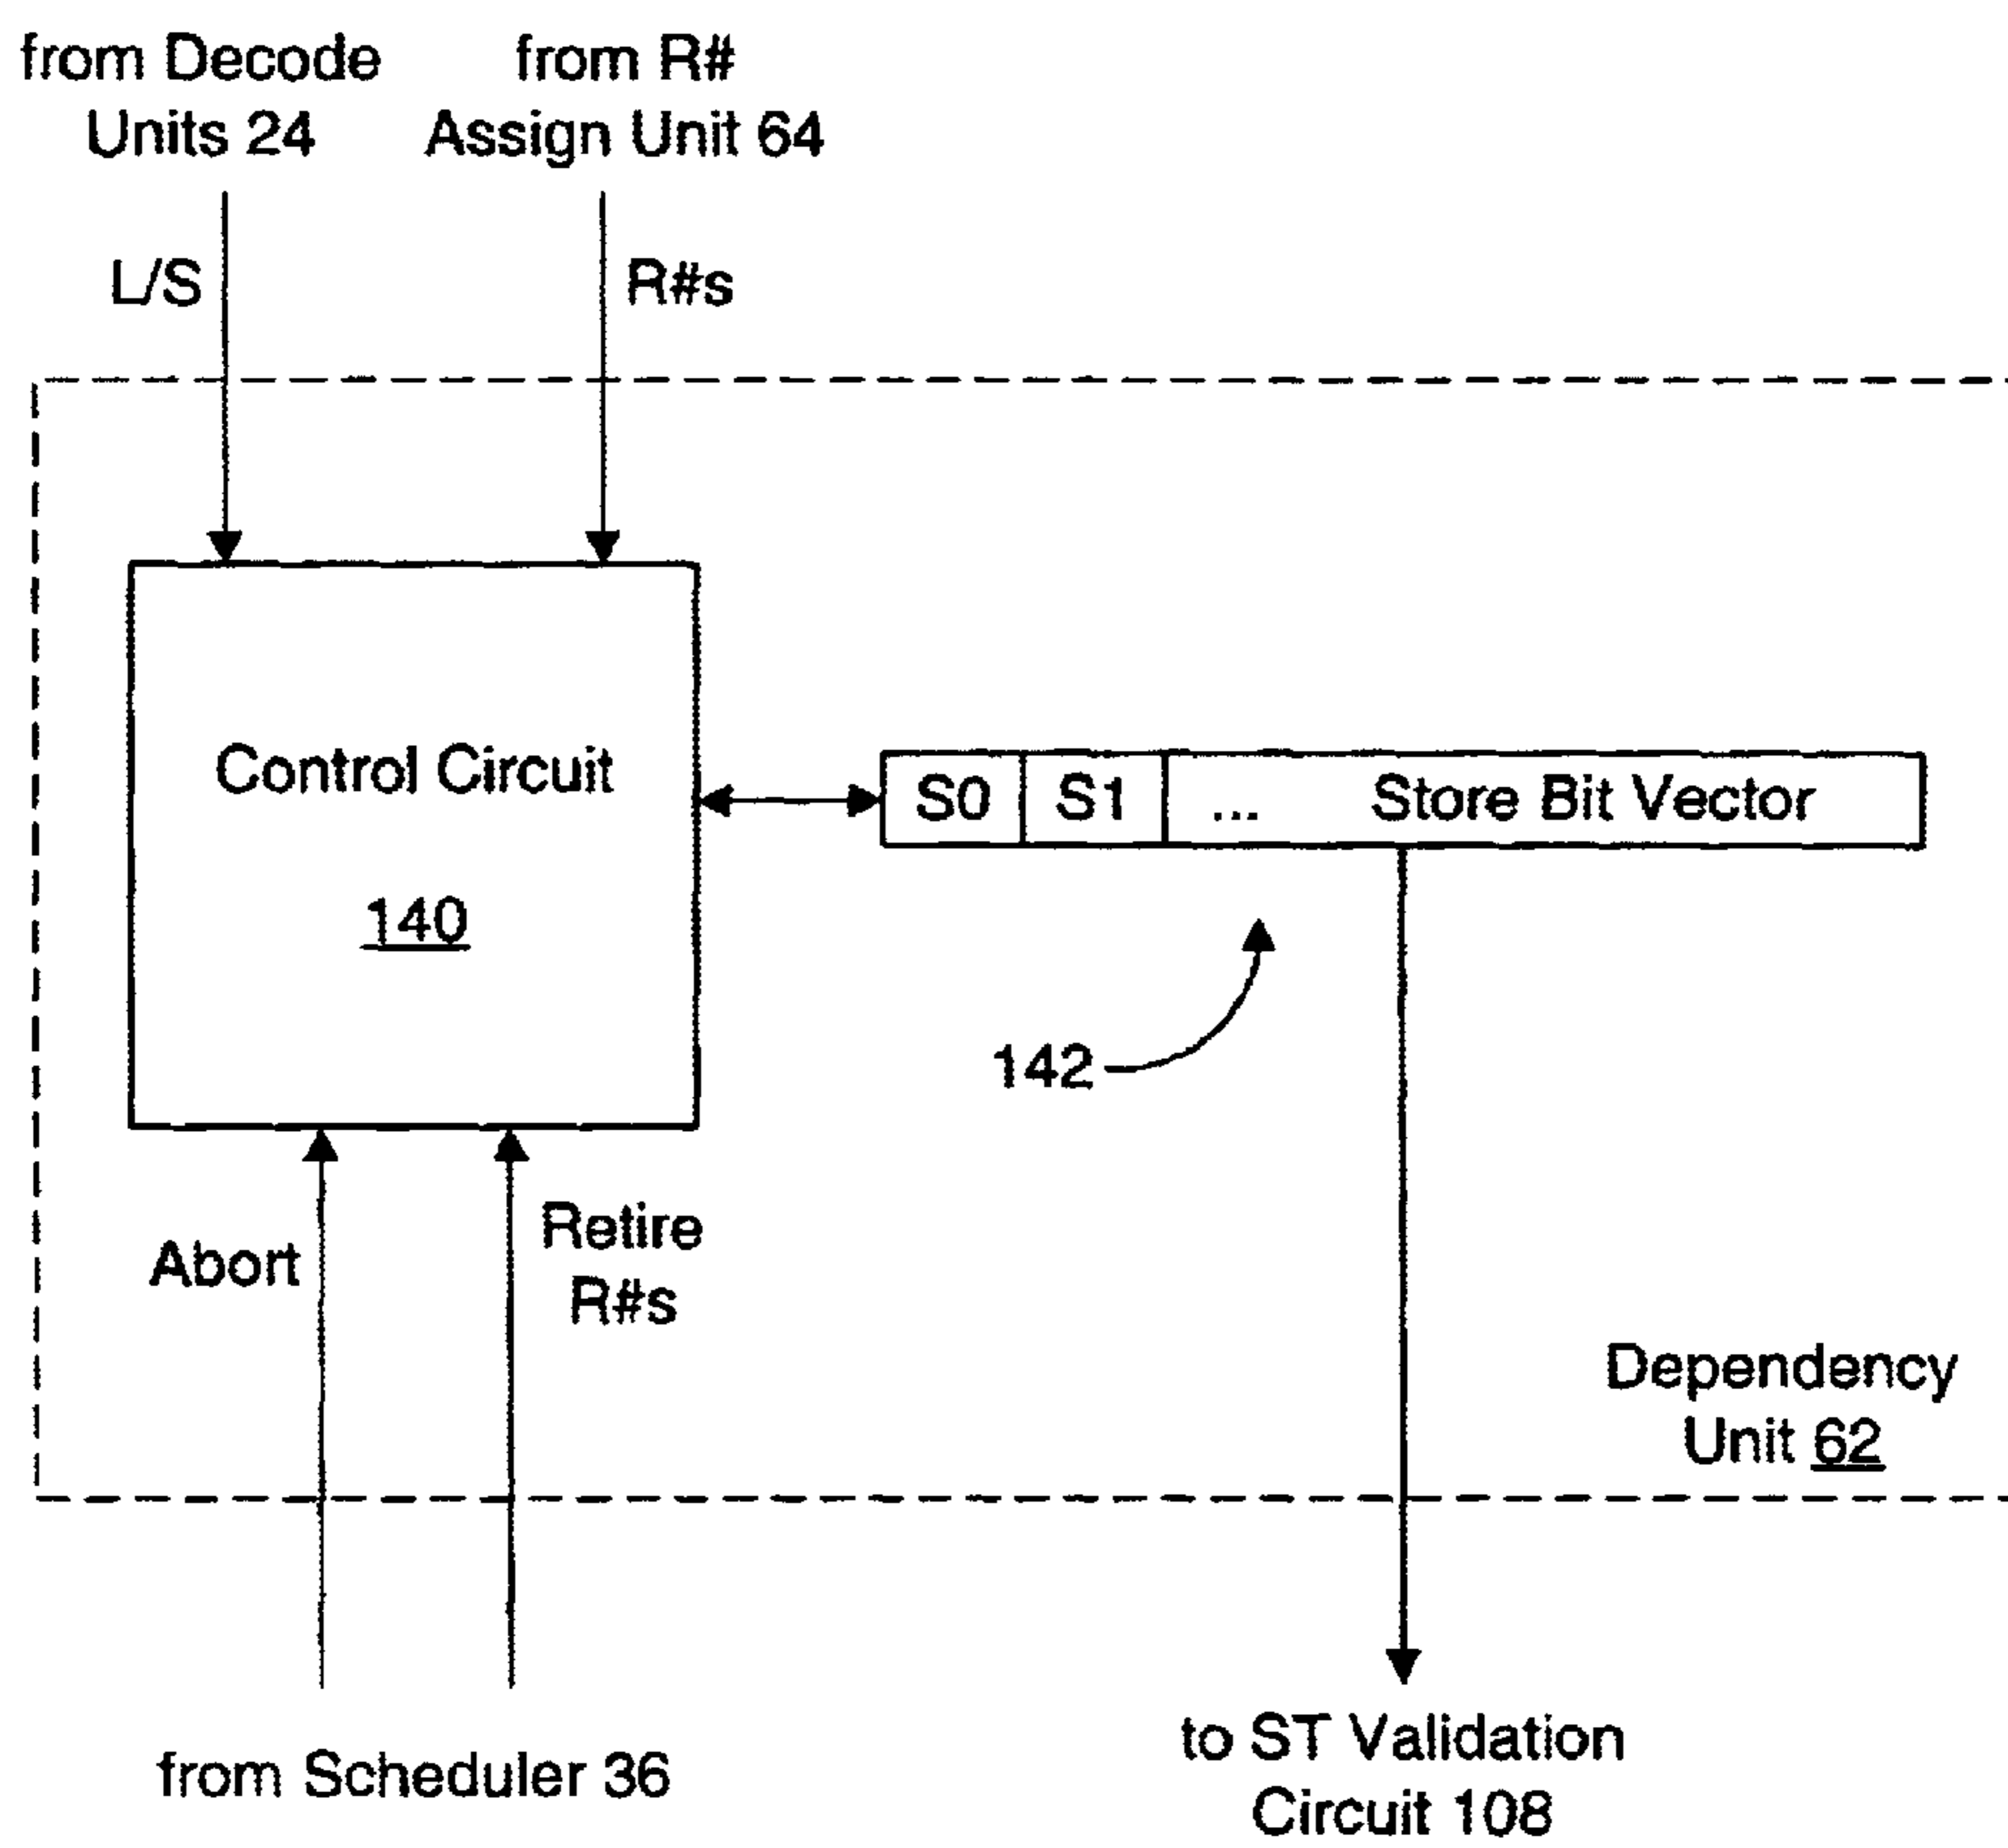 from Decode
Units 24
from R#
Assign Unit 64
L/S
R#s
Control Circuit
140
S0 S1 ... Store Bit Vector
142
Abort
Retire
R#s
Dependency
Unit 62
from Scheduler 36
to ST Validation
Circuit 108